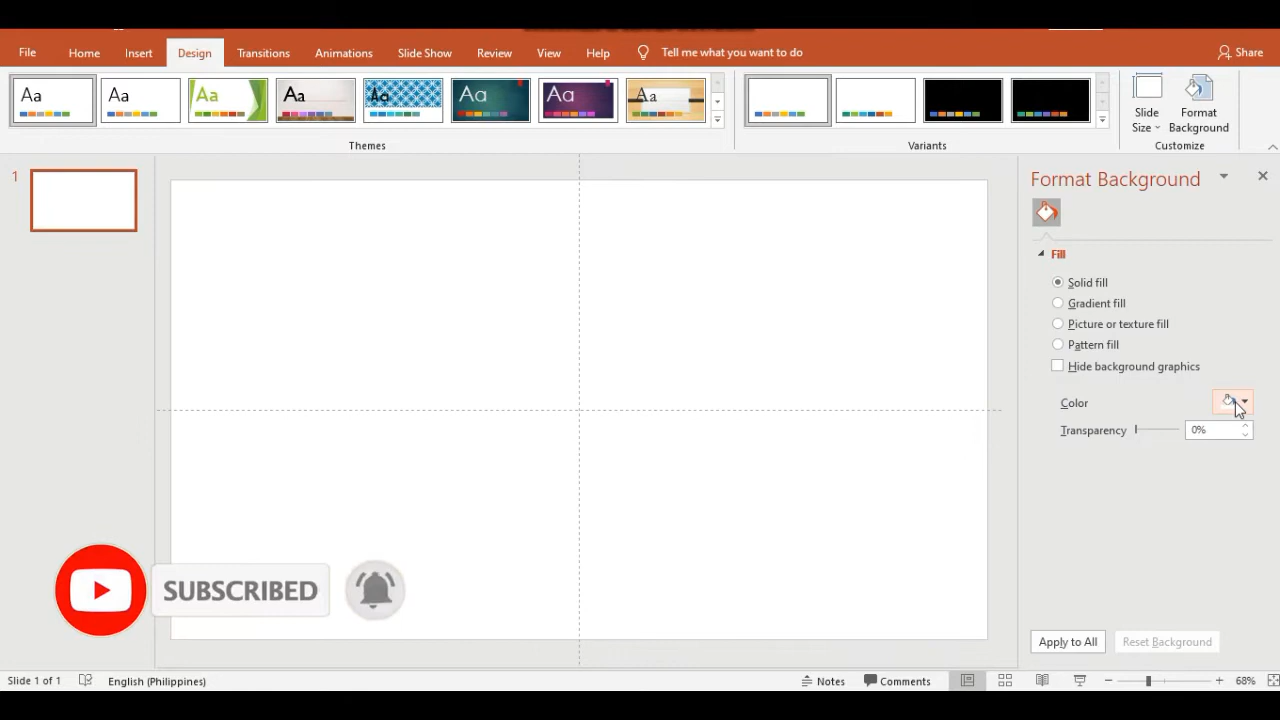 File Home Insert Design Transitions Animations Slide Show Review View Help Tell me what you want to do Share
Aa Aa Aa Aa Aa Aa Aa Aa
Slide Size
Format Background
Themes
Variants
Customize
1
Format Background
Fill
Solid fill
Gradient fill
Picture or texture fill
Pattern fill
Hide background graphics
Color
Transparency 0%
SUBSCRIBED
Apply to All Reset Background
Slide 1 of 1 English (Philippines) Notes Comments 68%